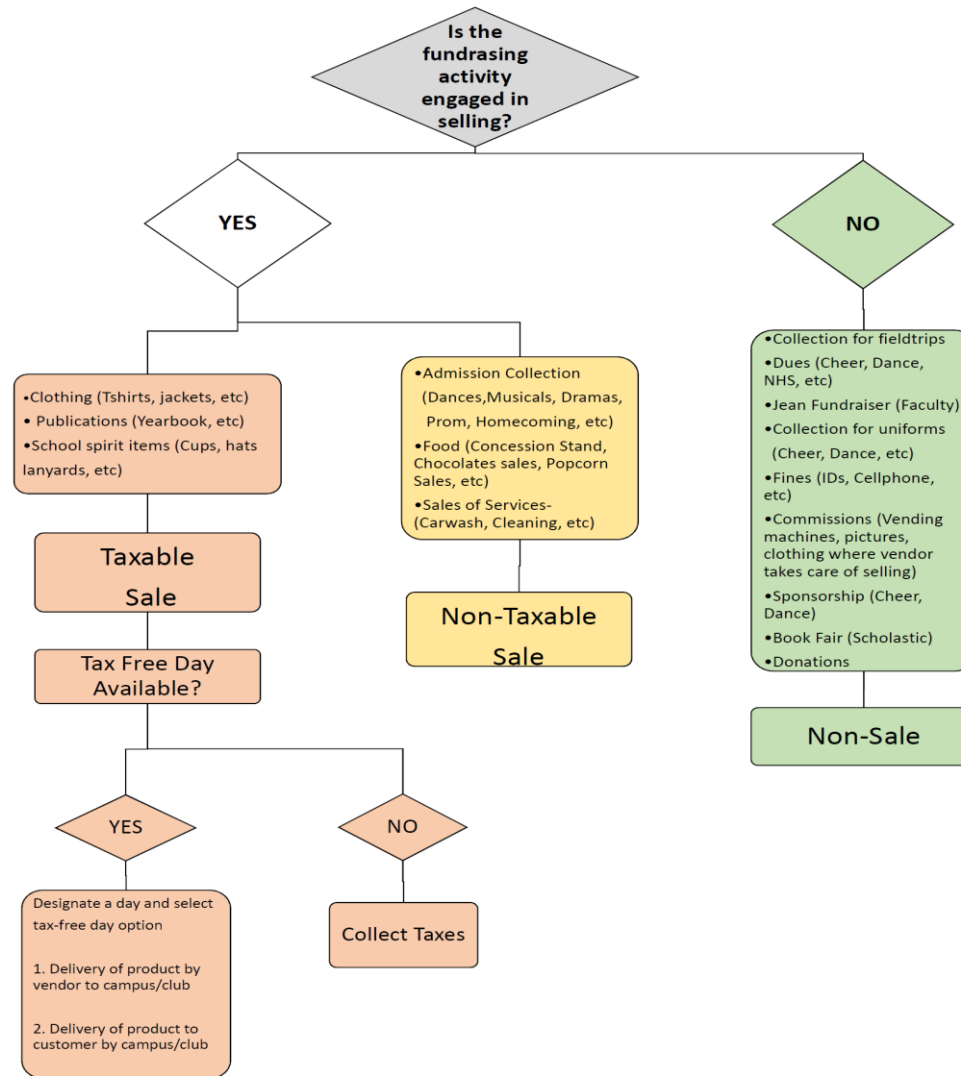 Is the
fundrasing
activity
engaged in
selling?
YES
NO
•Clothing (Tshirts, jackets, etc)
• Publications (Yearbook, etc)
•School spirit items (Cups, hats
lanyards, etc)
Taxable
Sale
Tax Free Day
Available?
YES
NO
Designate a day and select
tax-free day option
1. Delivery of product by
vendor to campus/club
2. Delivery of product to
customer by campus/club
Collect Taxes
•Admission Collection
(Dances,Musicals, Dramas,
Prom, Homecoming, etc)
•Food (Concession Stand,
Chocolates sales, Popcorn
Sales, etc)
•Sales of Services-
(Carwash, Cleaning, etc)
Non-Taxable
Sale
•Collection for fieldtrips
•Dues (Cheer, Dance,
NHS, etc)
•Jean Fundraiser (Faculty)
•Collection for uniforms
(Cheer, Dance, etc)
•Fines (IDs, Cellphone,
etc)
•Commissions (Vending
machines, pictures,
clothing where vendor
takes care of selling)
•Sponsorship (Cheer,
Dance)
•Book Fair (Scholastic)
•Donations
Non-Sale